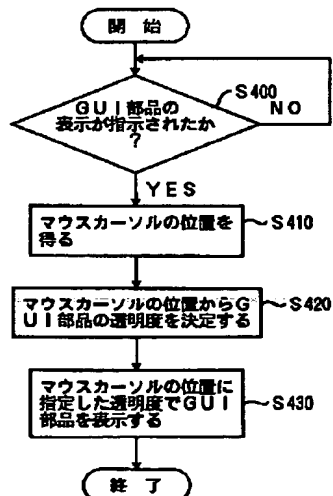 開 始
GUI部品の
表示が指示されたか
?
S400
NO
YES
マウスカーソルの位置を
得る
S410
マウスカーソルの位置からG
UI部品の透明度を決定する
S420
マウスカーソルの位置に
指定した透明度でGUI
部品を表示する
S430
終 了